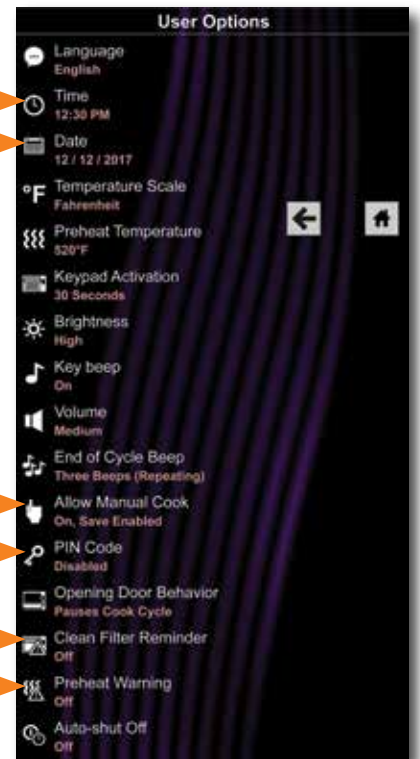 User Options
Language
English
Time
12:30 PM
Date
12 / 12 / 2017
°F Temperature Scale
Fahrenheit
Preheat Temperature
520°F
Keypad Activation
30 Seconds
Brightness
High
Key beep
On
Volume
Medium
End of Cycle Beep
Three Beeps (Repeating)
Allow Manual Cook
On, Save Enabled
PIN Code
Disabled
Opening Door Behavior
Pauses Cook Cycle
Clean Filter Reminder
Off
Preheat Warning
Off
Auto-shut Off
Off